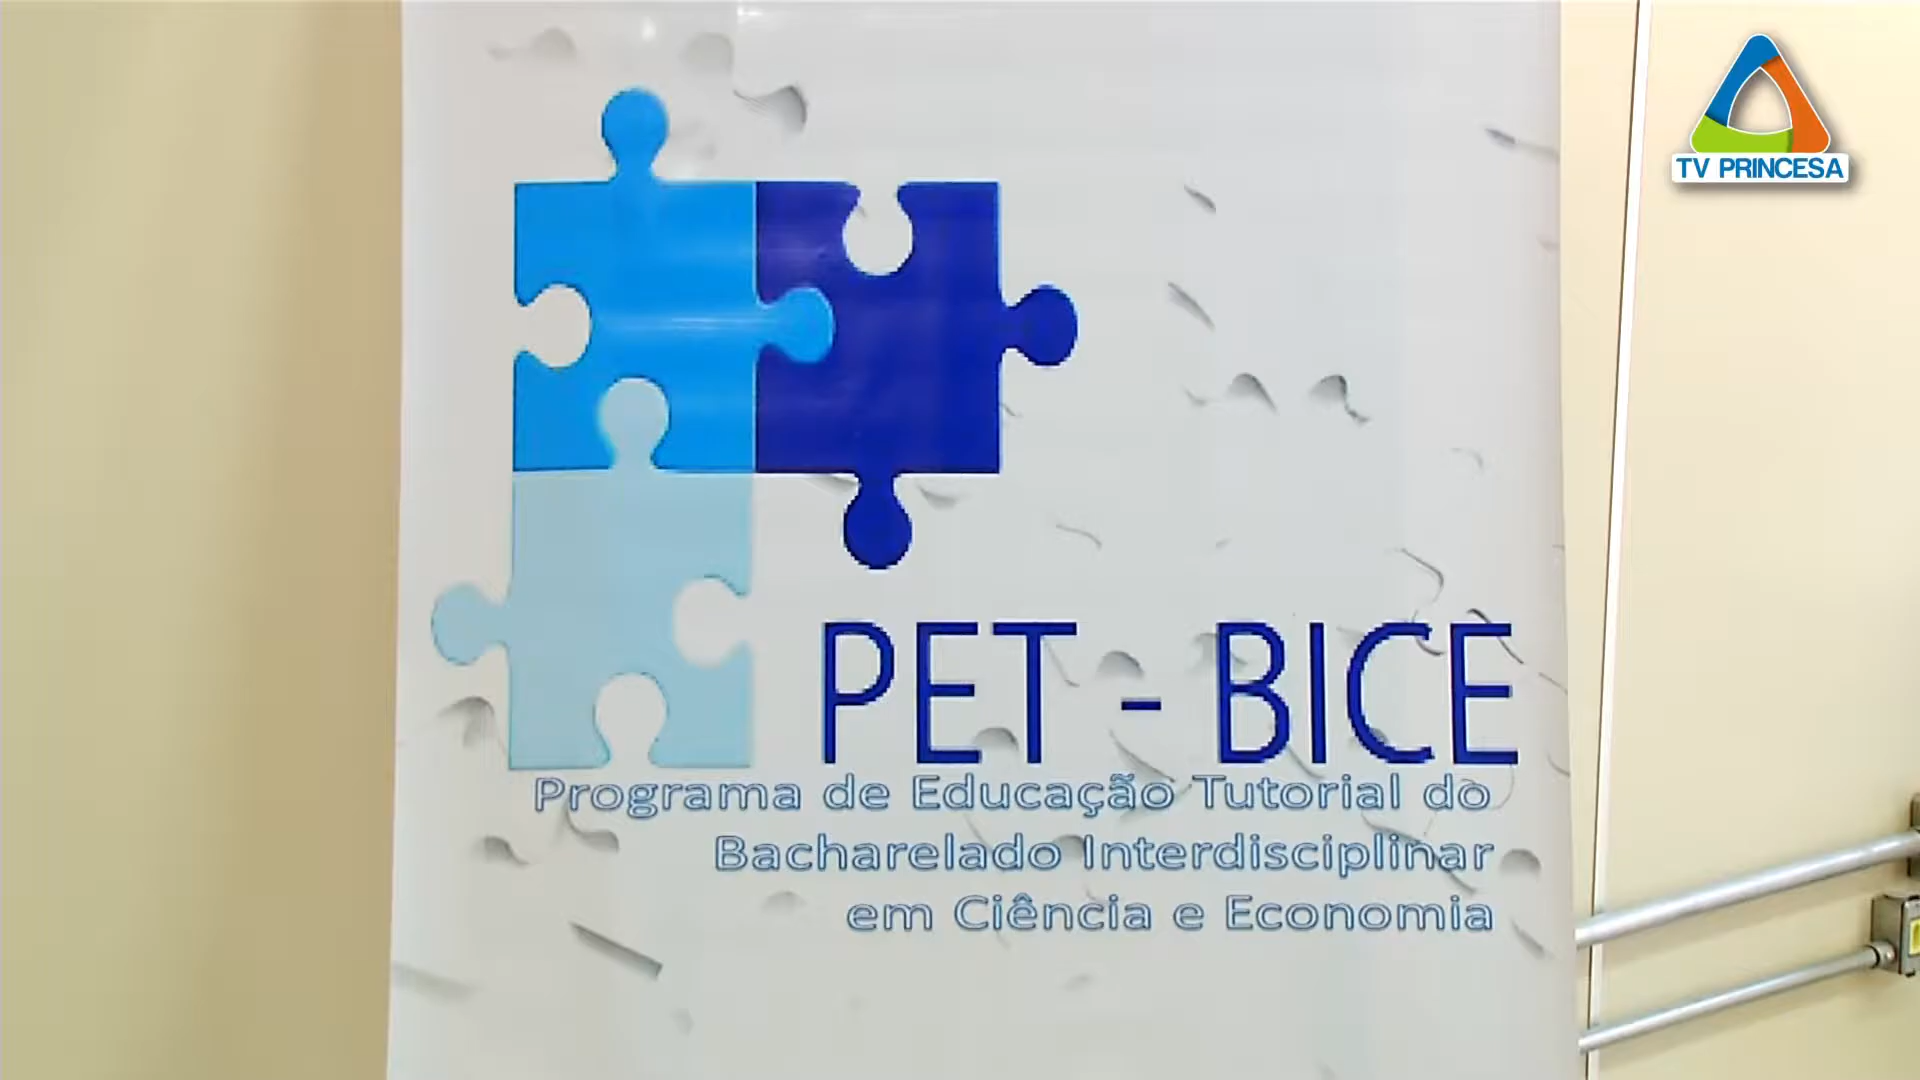 TV PRINCESA
PET - BICE
Programa de Educação Tutorial do
Bacharelado Interdisciplinar
em Ciência e Economia